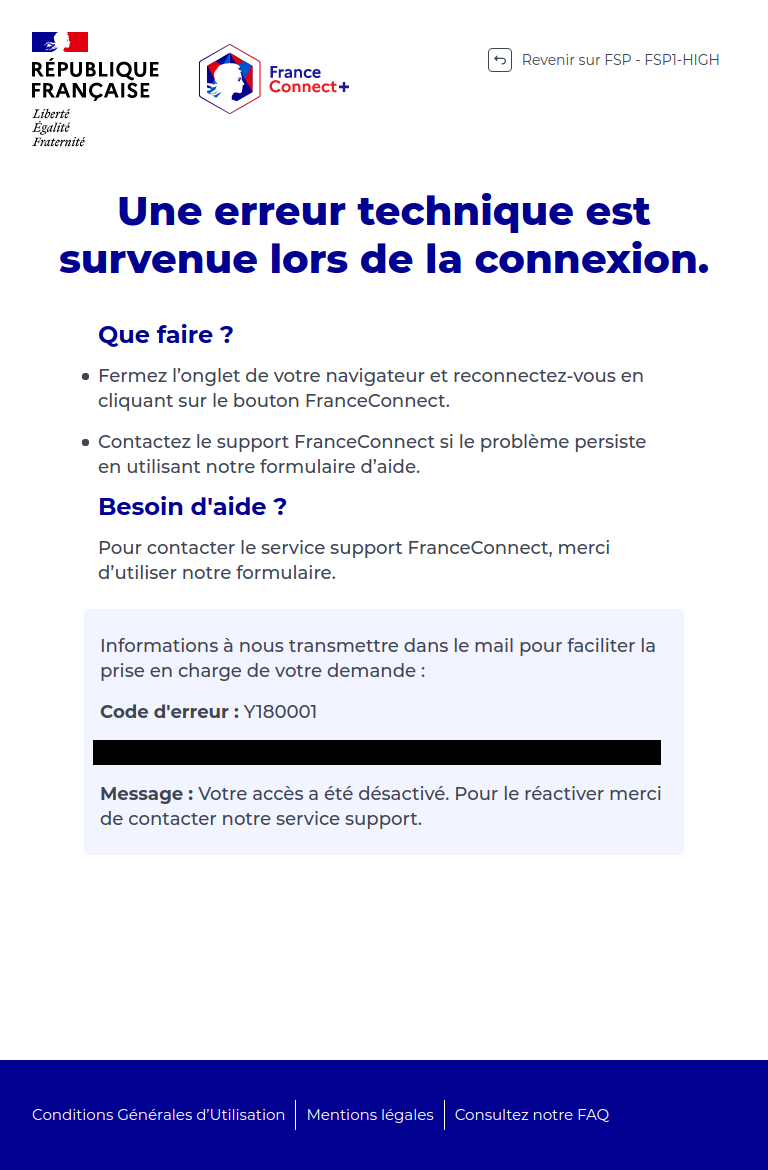 RÉPUBLIQUE
FRANÇAISE
Liberté
Égalité
Fraternité
France
Connect+
Revenir sur FSP - FSP1-HIGH
Une erreur technique est
survenue lors de la connexion.
Que faire ?
Fermez l’onglet de votre navigateur et reconnectez-vous en
cliquant sur le bouton FranceConnect.
Contactez le support FranceConnect si le problème persiste
en utilisant notre formulaire d’aide.
Besoin d'aide ?
Pour contacter le service support FranceConnect, merci
d’utiliser notre formulaire.
Informations à nous transmettre dans le mail pour faciliter la
prise en charge de votre demande :
Code d'erreur : Y180001
Message : Votre accès a été désactivé. Pour le réactiver merci
de contacter notre service support.
Conditions Générales d’Utilisation
Mentions légales
Consultez notre FAQ